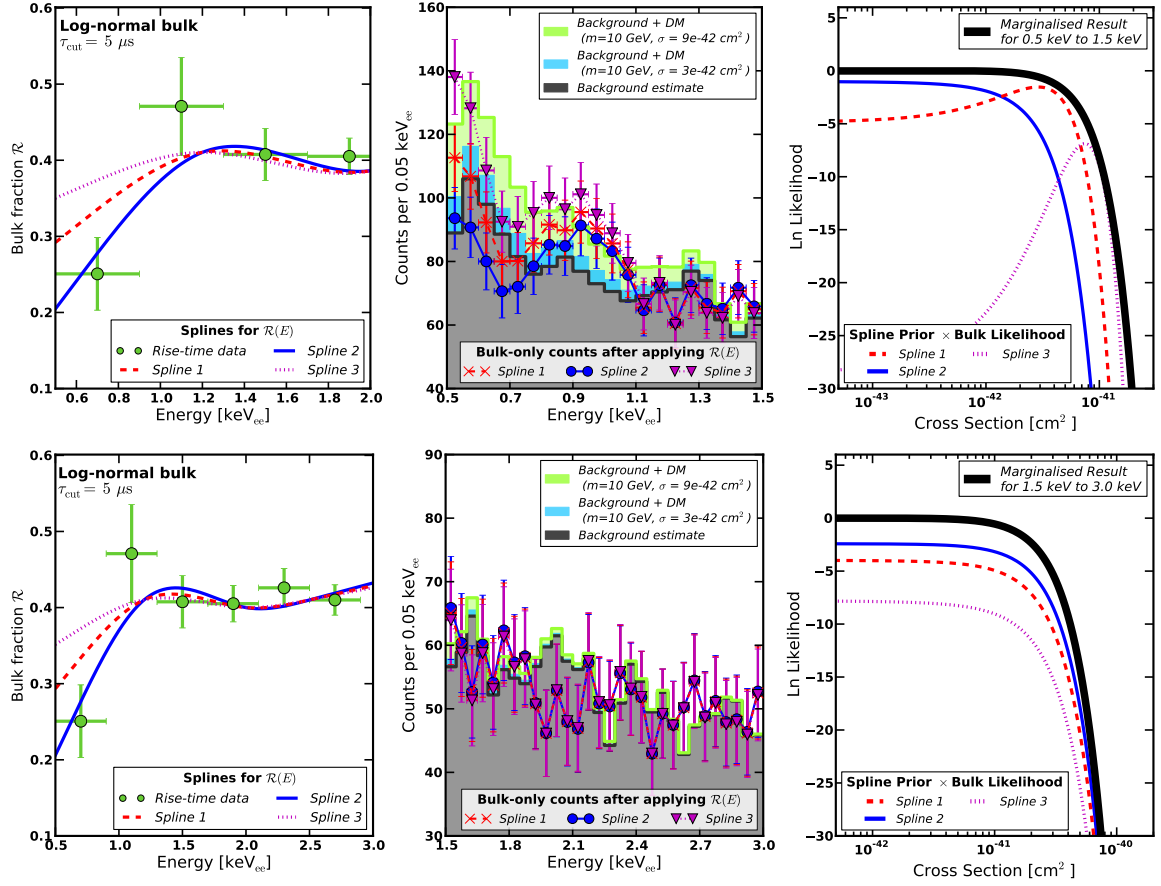 Log-normal bulk
τcut = 5 μs
0.6
0.5
0.4
0.3
0.2
0.1
Bulk fraction R
Splines for R(E)
Rise-time data
Spline 1
Spline 2
Spline 3
0.6 0.8 1.0 1.2 1.4 1.6 1.8 2.0
Energy [keVee]
160
140
120
100
80
60
40
Counts per 0.05 keVee
Background + DM
(m=10 GeV, σ = 9e-42 cm²)
Background + DM
(m=10 GeV, σ = 3e-42 cm²)
Background estimate
Bulk-only counts after applying R(E)
Spline 1 Spline 2 Spline 3
0.5 0.7 0.9 1.1 1.3 1.5
Energy [keVee]
5
0
−5
−10
−15
−20
−25
−30
Ln Likelihood
Marginalised Result
for 0.5 keV to 1.5 keV
Spline Prior × Bulk Likelihood
Spline 1
Spline 2
Spline 3
10⁻⁴³ 10⁻⁴² 10⁻⁴¹
Cross Section [cm²]
Log-normal bulk
τcut = 5 μs
0.6
0.5
0.4
0.3
0.2
0.1
Bulk fraction R
Splines for R(E)
Rise-time data
Spline 1
Spline 2
Spline 3
0.5 1.0 1.5 2.0 2.5 3.0
Energy [keVee]
90
80
70
60
50
40
30
Counts per 0.05 keVee
Background + DM
(m=10 GeV, σ = 9e-42 cm²)
Background + DM
(m=10 GeV, σ = 3e-42 cm²)
Background estimate
Bulk-only counts after applying R(E)
Spline 1 Spline 2 Spline 3
1.5 1.8 2.1 2.4 2.7 3.0
Energy [keVee]
5
0
−5
−10
−15
−20
−25
−30
Ln Likelihood
Marginalised Result
for 1.5 keV to 3.0 keV
Spline Prior × Bulk Likelihood
Spline 1
Spline 2
Spline 3
10⁻⁴² 10⁻⁴¹ 10⁻⁴⁰
Cross Section [cm²]